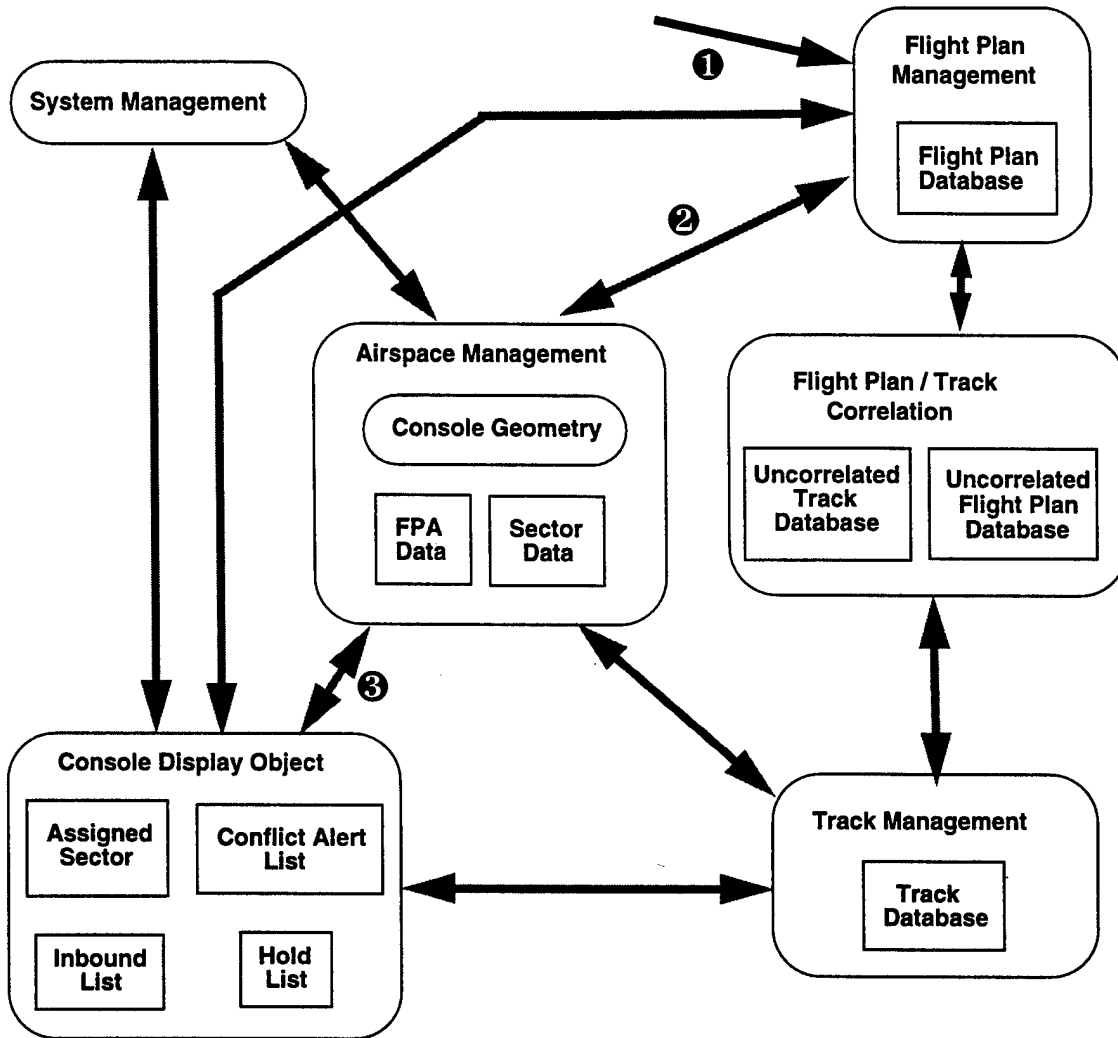 Flight Plan
Management
❶
System Management
Flight Plan
Database
❷
Airspace Management
Flight Plan / Track
Correlation
Console Geometry
Uncorrelated
Track
Database
Uncorrelated
Flight Plan
Database
FPA
Data
Sector
Data
❸
Console Display Object
Assigned
Sector
Conflict Alert
List
Track Management
Track
Database
Inbound
List
Hold
List